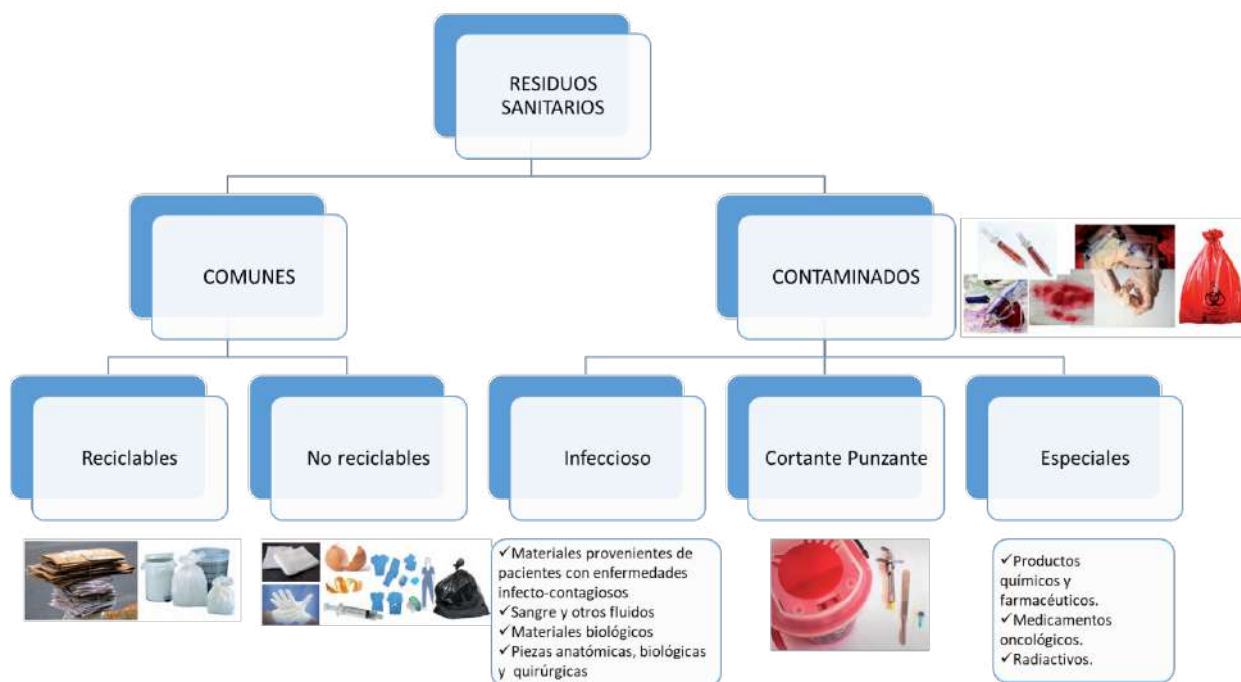 RESIDUOS
SANITARIOS
COMUNES
CONTAMINADOS
Reciclables
No reciclables
Infeccioso
Cortante Punzante
Especiales
✓Materiales provenientes de
pacientes con enfermedades
infecto-contagiosos
✓Sangre y otros fluidos
✓Materiales biológicos
✓Piezas anatómicas, biológicas
y quirúrgicas
✓Productos
químicos y
farmacéuticos.
✓Medicamentos
oncológicos.
✓Radiactivos.